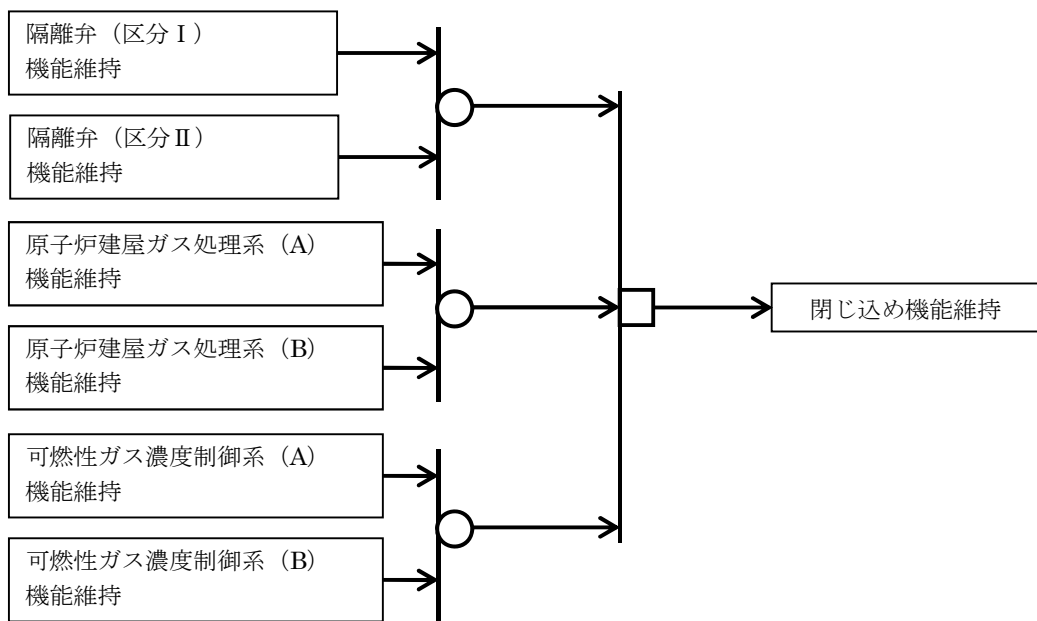 隔離弁（区分Ⅰ）
機能維持
隔離弁（区分Ⅱ）
機能維持
原子炉建屋ガス処理系（A）
機能維持
原子炉建屋ガス処理系（B）
機能維持
可燃性ガス濃度制御系（A）
機能維持
可燃性ガス濃度制御系（B）
機能維持
閉じ込め機能維持